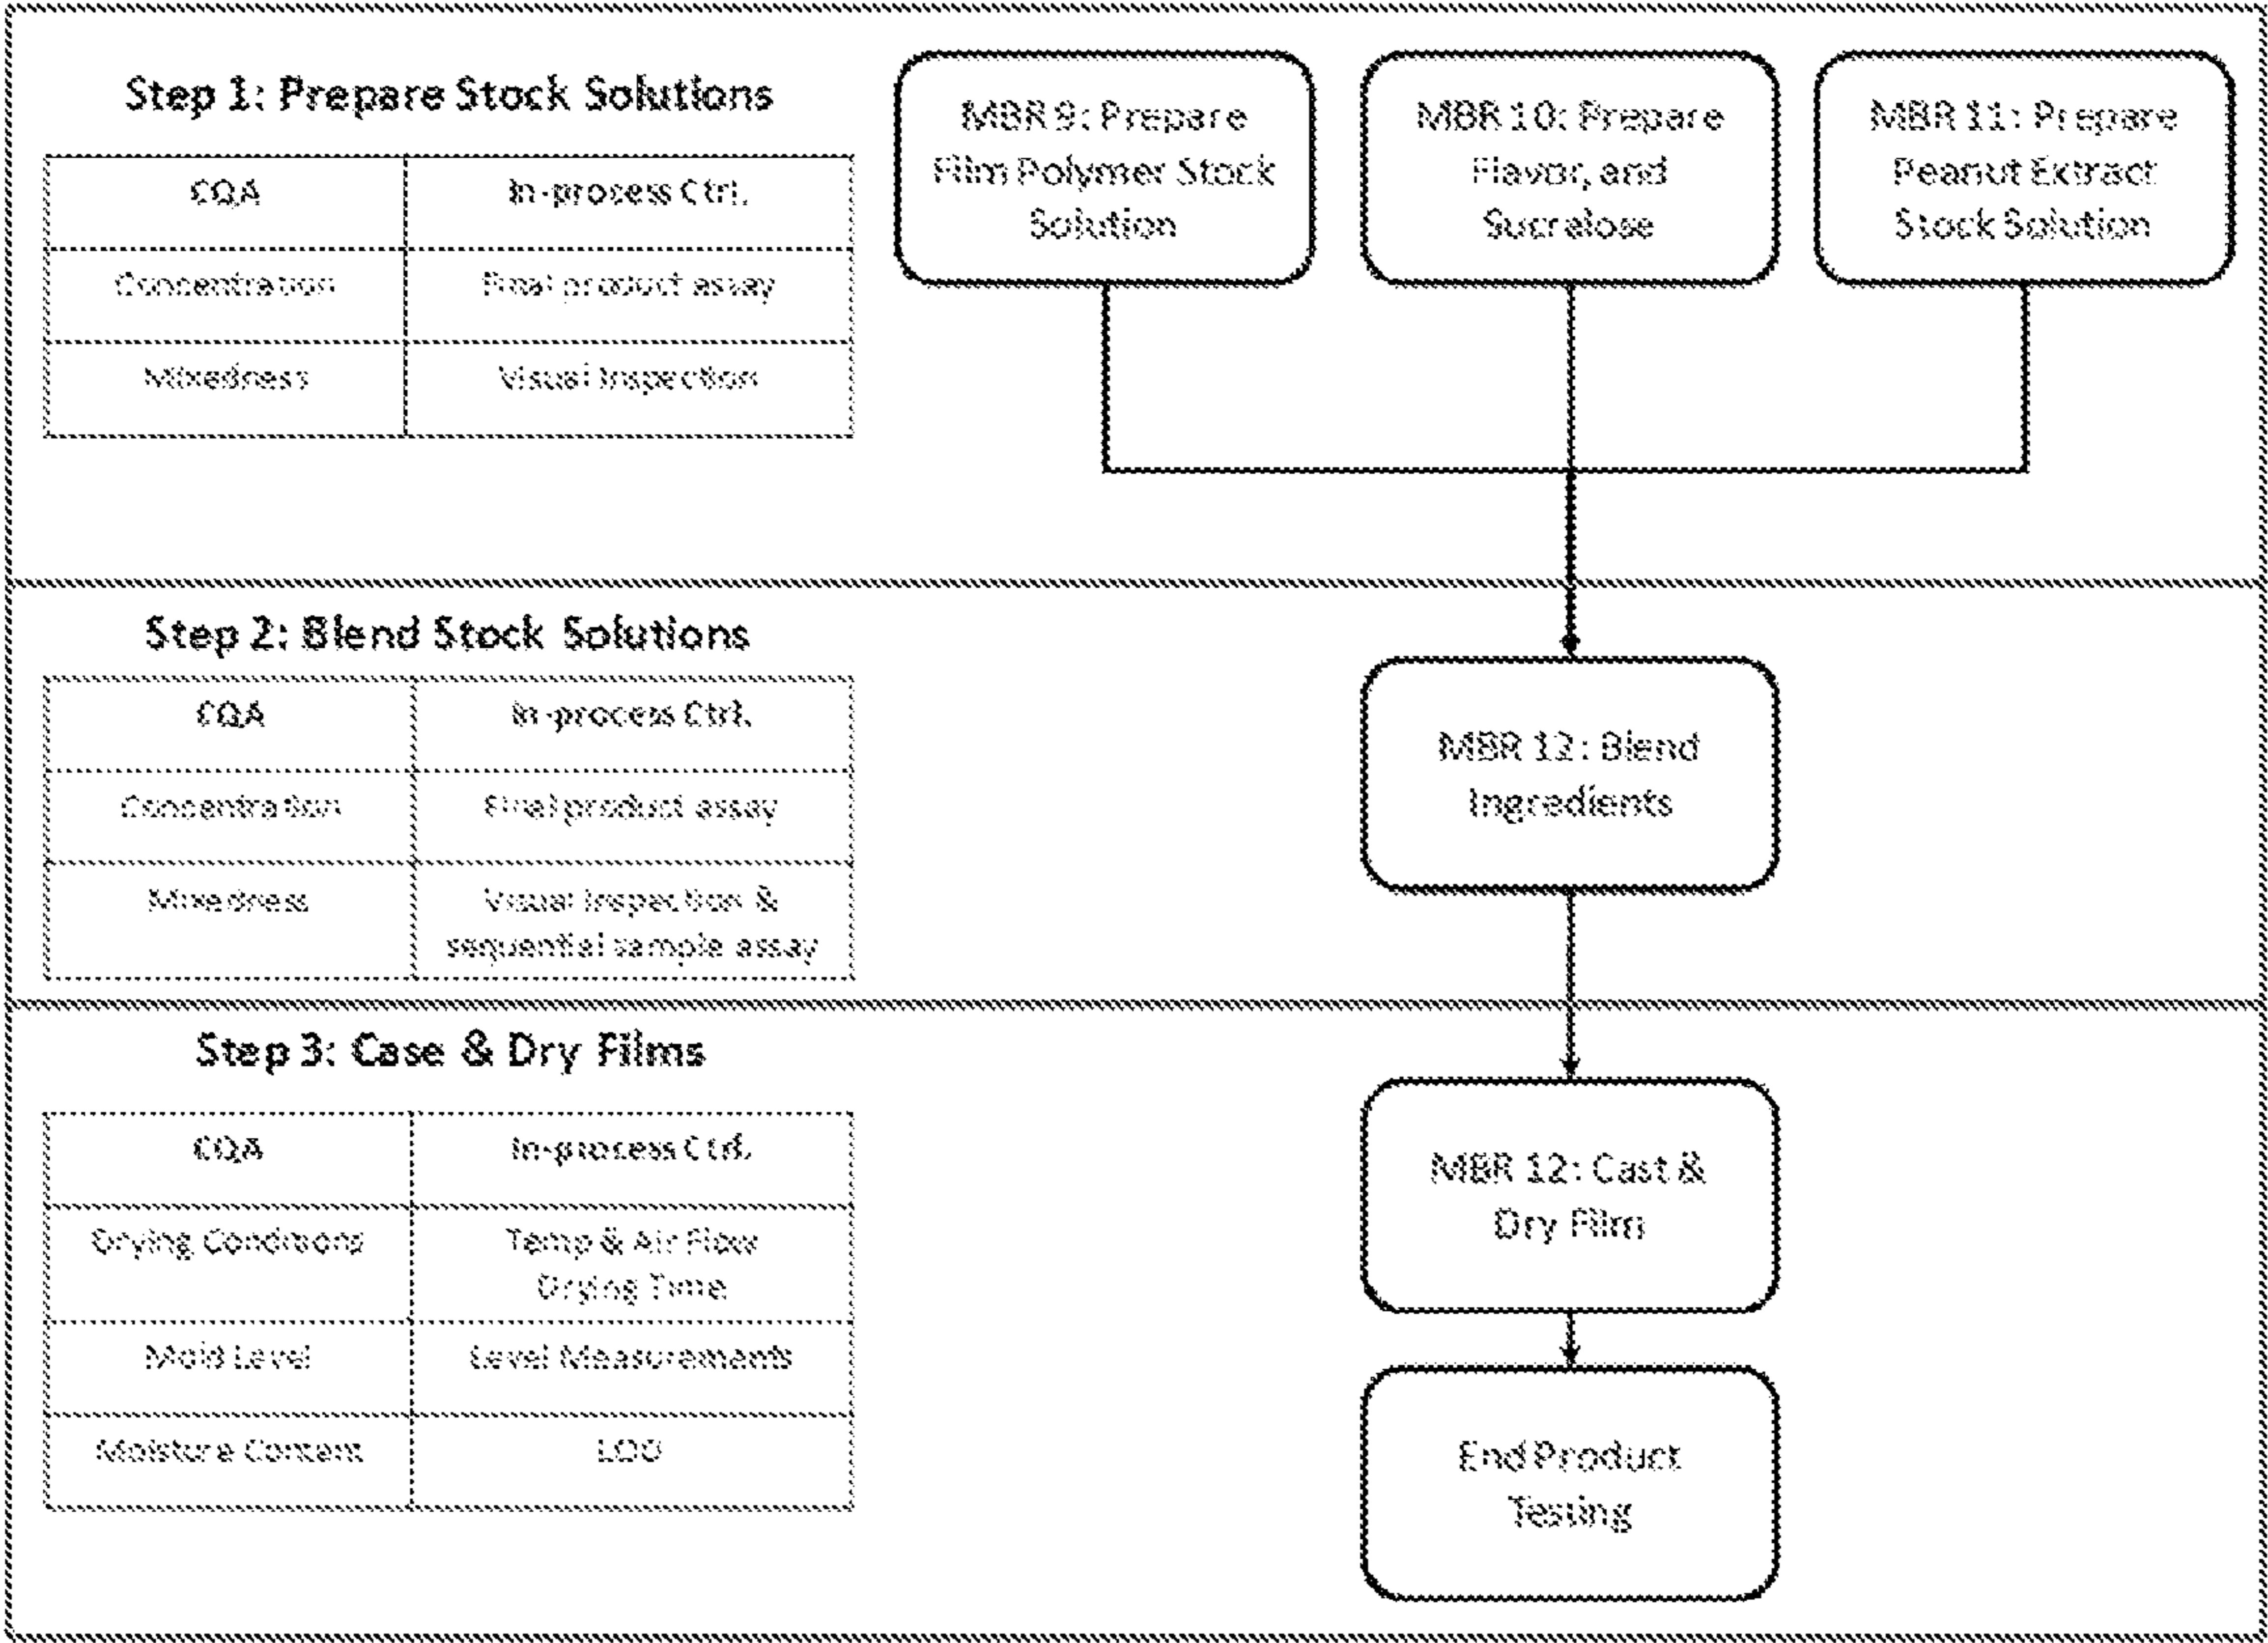 Step 1: Prepare Stock Solutions
CQA In-process Ctrl.
Concentration Final product assay
Mixedness Visual Inspection
MBR 9: Prepare
Film Polymer Stock
Solution
MBR 10: Prepare
Flavor, and
Sucralose
MBR 11: Prepare
Peanut Extract
Stock Solution
Step 2: Blend Stock Solutions
CQA In-process Ctrl.
Concentration Final product assay
Mixedness Visual Inspection &
sequential sample assay
MBR 12: Blend
Ingredients
Step 3: Case & Dry Films
CQA In-process Ctrl.
Drying Conditions Temp & Air Flow
Drying Time
Mold Level Level Measurements
Moisture Content LOD
MBR 12: Cast &
Dry Film
End Product
Testing